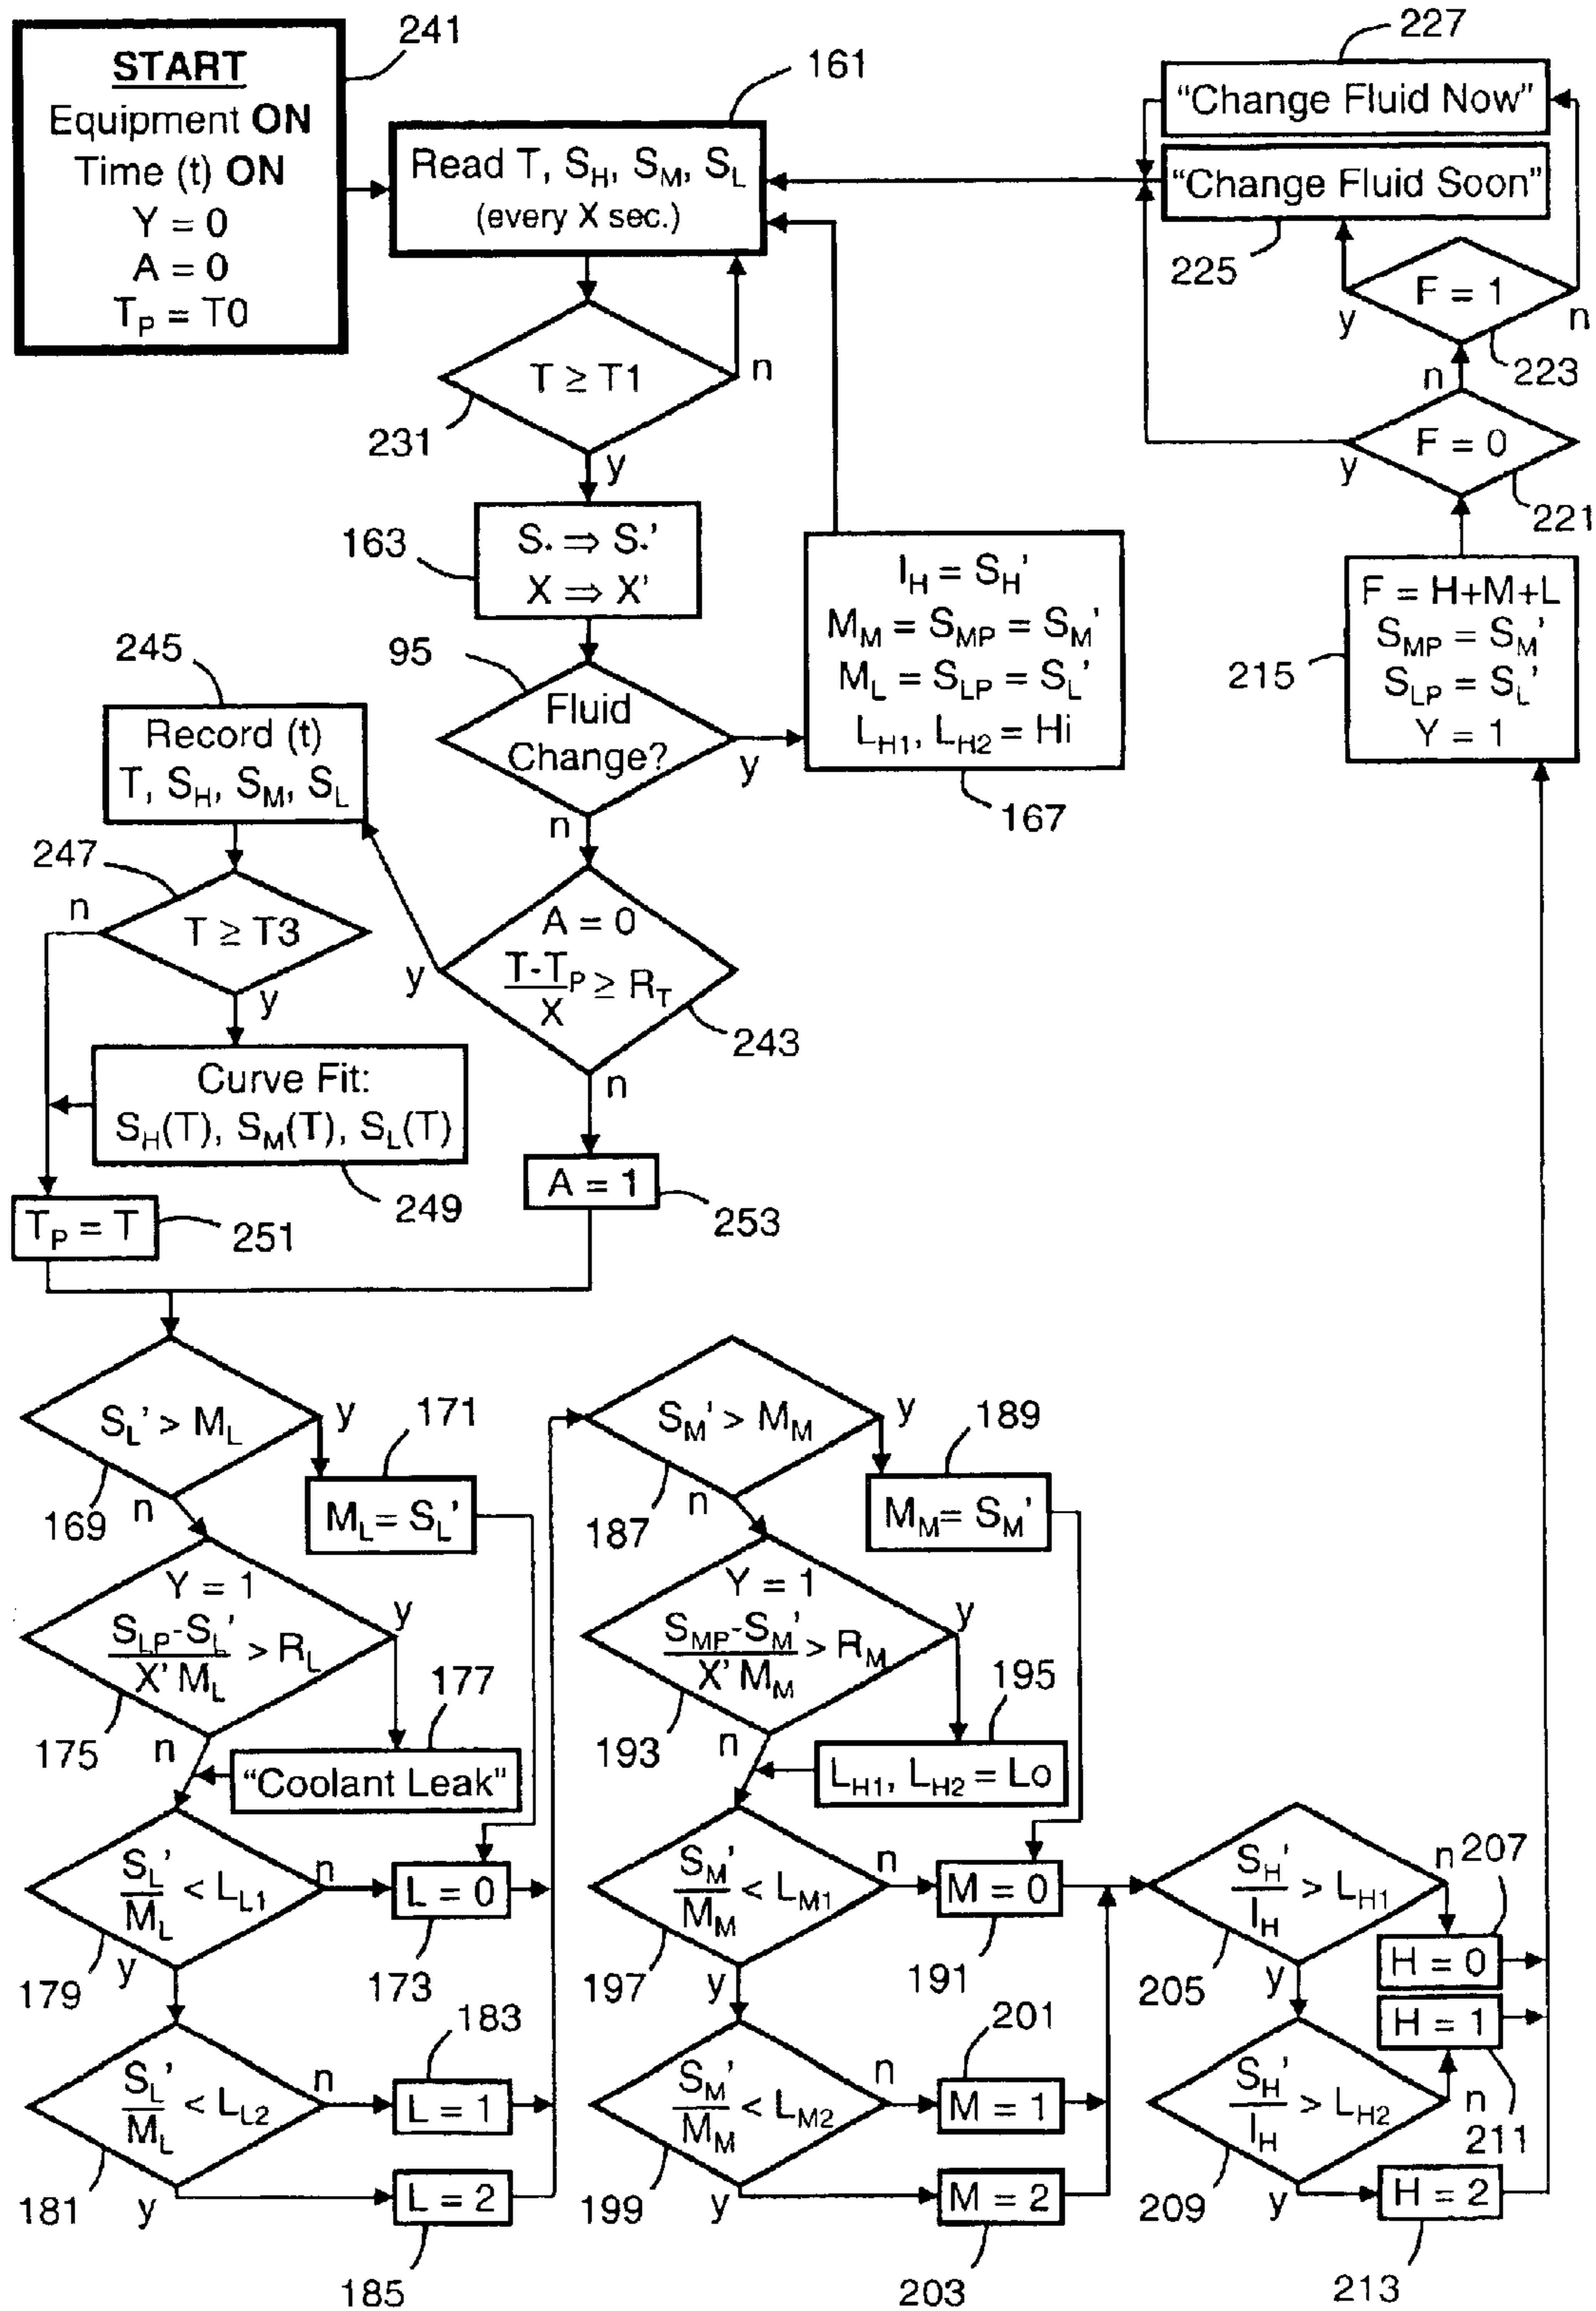 START
Equipment ON
Time (t) ON
Y = 0
A = 0
T_P = T0
241
Read T, S_H, S_M, S_L
(every X sec.)
161
"Change Fluid Now"
227
"Change Fluid Soon"
225
F = 1
y
n
223
n
F = 0
y
221
T ≥ T1
n
231
y
S. ⇒ S.'
X ⇒ X'
163
I_H = S_H'
M_M = S_MP = S_M'
M_L = S_LP = S_L'
L_H1, L_H2 = Hi
167
F = H+M+L
S_MP = S_M'
S_LP = S_L'
Y = 1
215
95
Fluid
Change?
y
n
245
Record (t)
T, S_H, S_M, S_L
247
n
T ≥ T3
y
A = 0
T-T_P
X
≥ R_T
y
243
n
Curve Fit:
S_H(T), S_M(T), S_L(T)
249
A = 1
253
T_P = T
251
S_L' > M_L
y
169
n
171
M_L= S_L'
Y = 1
S_LP-S_L'
X' M_L
> R_L
y
175
n
177
"Coolant Leak"
S_L'
M_L
< L_L1
n
179
y
L = 0
173
S_L'
M_L
< L_L2
n
181
y
183
L = 1
L = 2
185
S_M' > M_M
y
187
n
189
M_M= S_M'
Y = 1
S_MP-S_M'
X' M_M
> R_M
y
193
n
195
L_H1, L_H2 = Lo
S_M'
M_M
< L_M1
n
197
y
M = 0
191
S_M'
M_M
< L_M2
n
199
y
201
M = 1
M = 2
203
S_H'
I_H
> L_H1
n
205
y
207
H = 0
H = 1
211
S_H'
I_H
> L_H2
n
209
y
H = 2
213